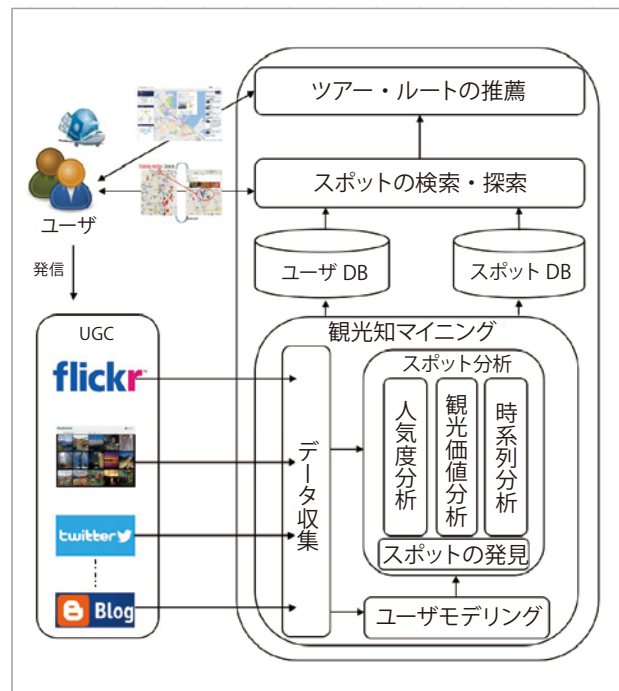 ツアー・ルートの推薦
スポットの検索・探索
ユーザ
発信
ユーザ DB
スポット DB
UGC
観光知マイニング
スポット分析
flickr
データ収集
人気度分析
観光価値分析
時系列分析
twitter
スポットの発見
Blog
ユーザモデリング